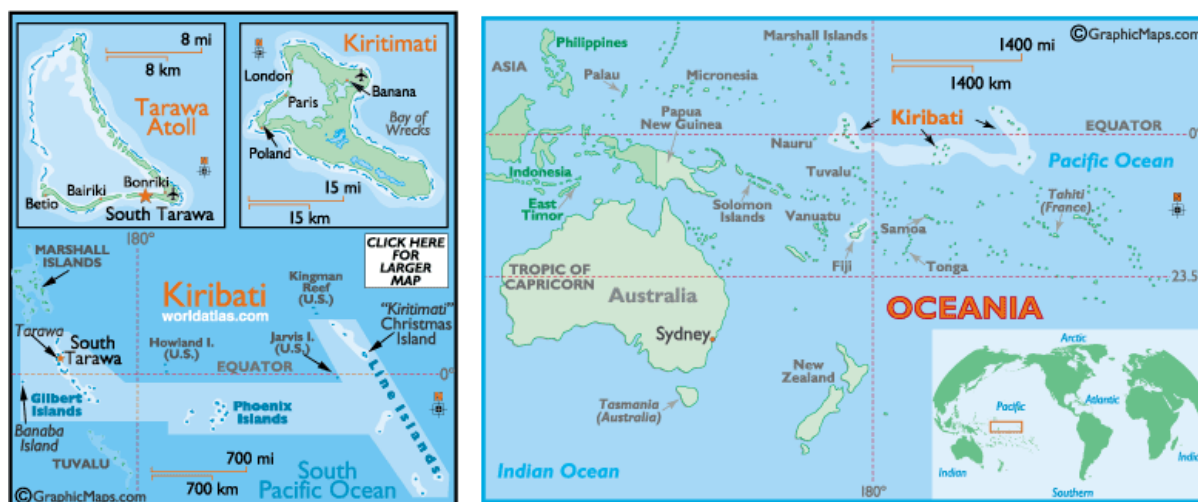 8 mi
8 km
Tarawa
Atoll
Bonriki
Bairiki
Betio
South Tarawa
Kiritimati
London
Banana
Paris
Bay of
Wrecks
Poland
15 mi
15 km
180°
CLICK HERE
FOR
LARGER
MAP
MARSHALL
ISLANDS
Kingman
Reef
(U.S.)
Kiribati
worldatlas.com
"Kiritimati"
Christmas
Island
Tarawa
South
Tarawa
Howland I.
(U.S.)
Jarvis I.
(U.S.)
EQUATOR
0°
Line Islands
Gilbert
Islands
Phoenix
Islands
Banaba
Island
TUVALU
700 mi
700 km
South
Pacific Ocean
©GraphicMaps.com
©GraphicMaps.com
Philippines
Marshall Islands
1400 mi
1400 km
ASIA
Palau
Micronesia
Papua
New Guinea
Kiribati
EQUATOR
0°
Nauru
Pacific Ocean
Indonesia
Tuvalu
East
Timor
Solomon
Islands
Vanuatu
Samoa
Tahiti
(France)
Fiji
Tonga
TROPIC OF
CAPRICORN
23.5
Australia
OCEANIA
Sydney
New
Zealand
Tasmania
(Australia)
Indian Ocean
180°
Arctic
Pacific
Atlantic
Indian
India
Southern